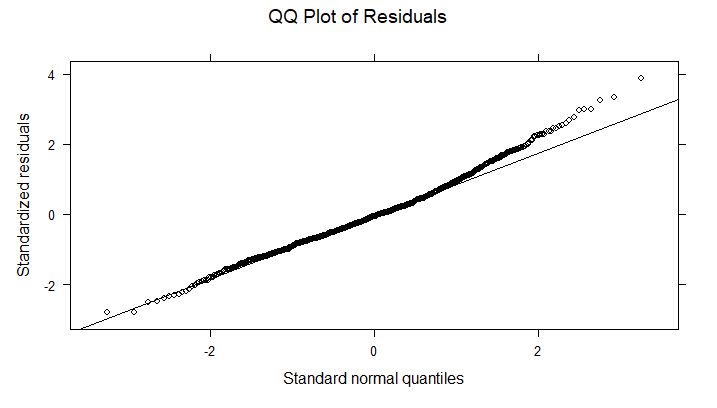 QQ Plot of Residuals
Standardized residuals
4
2
0
-2
-2
0
2
Standard normal quantiles